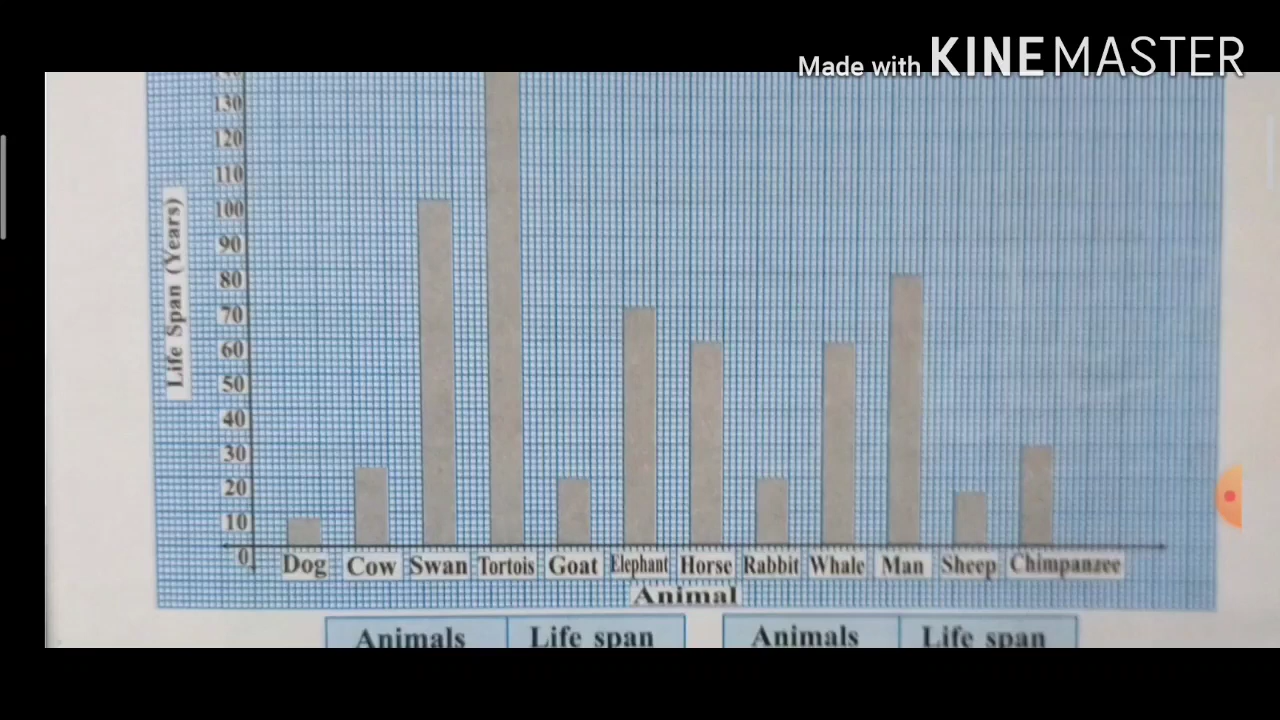 Made with KINEMASTER
130
120
110
100
90
80
70
60
50
40
30
20
10
0
Life Span (Years)
Dog Cow Swan Tortois Goat Elephant Horse Rabbit Whale Man Sheep Chimpanzee
Animal
Animals Life span Animals Life span